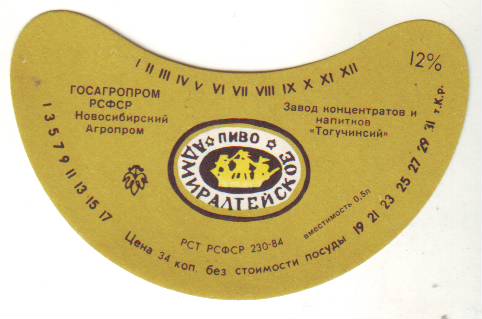 I II III IV V VI VII VIII IX X XI XII
12%
ГОСАГРОПРОМ
РСФСР
Новосибирский
Агропром
Завод концентратов и
напитков
«Тогучинсий»
1 3 5 7 9 11 13 15 17
19 21 23 25 27 29 31 т.К.р.
ПИВО
АДМИРАЛТЕЙСКОЕ
РСТ РСФСР 230-84
вместимость 0,5л
Цена 34 коп. без стоимости посуды